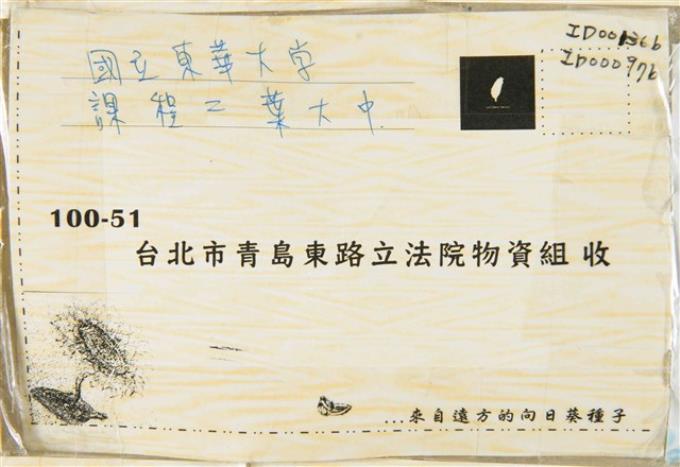 國立東華大学
課程二 葉大中
ID001366
ID000976
100-51
台北市青島東路立法院物資組 收
...來自遠方的向日葵種子